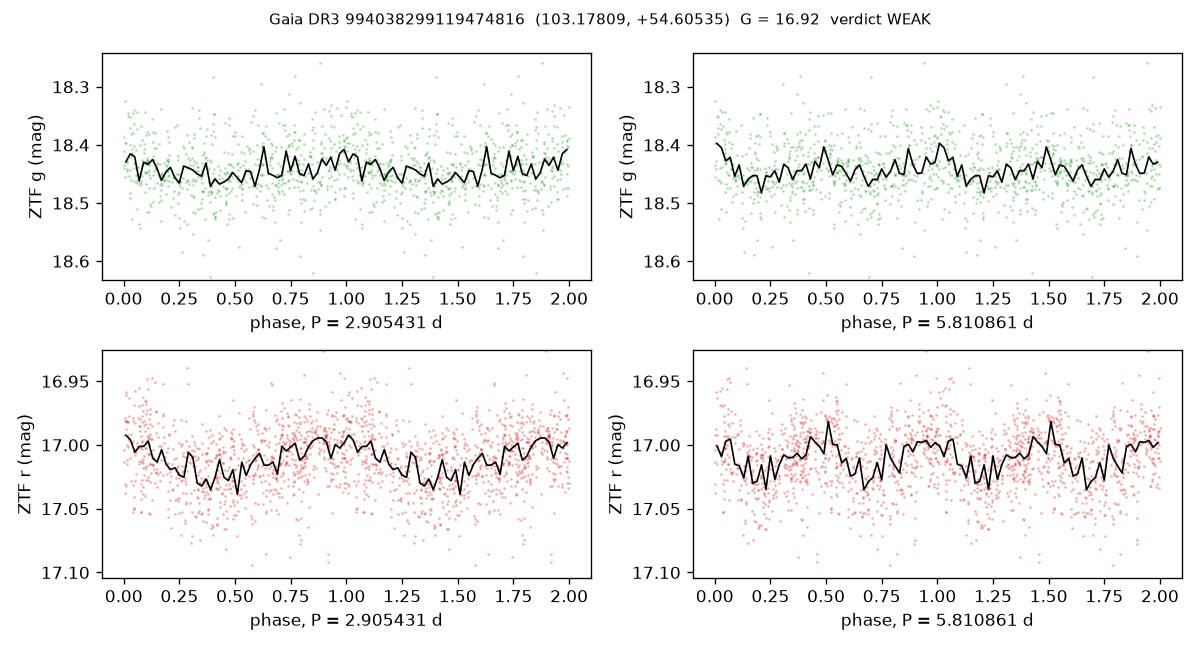 Gaia DR3 994038299119474816  (103.17809, +54.60535)  G = 16.92  verdict WEAK
ZTF g (mag)
18.3
18.4
18.5
18.6
0.00 0.25 0.50 0.75 1.00 1.25 1.50 1.75 2.00
phase, P = 2.905431 d
ZTF g (mag)
18.3
18.4
18.5
18.6
0.00 0.25 0.50 0.75 1.00 1.25 1.50 1.75 2.00
phase, P = 5.810861 d
ZTF r (mag)
16.95
17.00
17.05
17.10
0.00 0.25 0.50 0.75 1.00 1.25 1.50 1.75 2.00
phase, P = 2.905431 d
ZTF r (mag)
16.95
17.00
17.05
17.10
0.00 0.25 0.50 0.75 1.00 1.25 1.50 1.75 2.00
phase, P = 5.810861 d